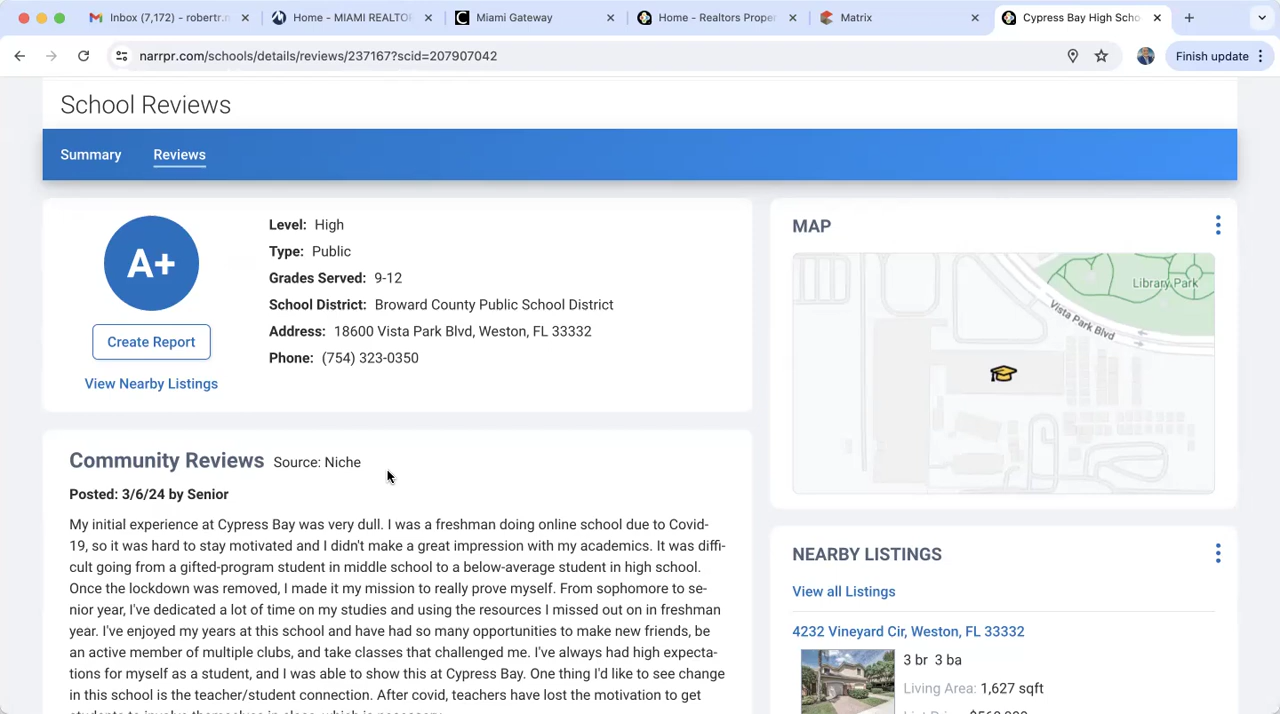 Inbox (7,172) - robertr.n
Home - MIAMI REALTO
Miami Gateway
Home - Realtors Proper
Matrix
Cypress Bay High Scho
narrpr.com/schools/details/reviews/237167?scid=207907042
Finish update
School Reviews
Summary
Reviews
A+
Create Report
View Nearby Listings
Level: High
Type: Public
Grades Served: 9-12
School District: Broward County Public School District
Address: 18600 Vista Park Blvd, Weston, FL 33332
Phone: (754) 323-0350
MAP
Library Park
Vista Park Blvd
Community Reviews Source: Niche
Posted: 3/6/24 by Senior
My initial experience at Cypress Bay was very dull. I was a freshman doing online school due to Covid-
19, so it was hard to stay motivated and I didn't make a great impression with my academics. It was diffi-
cult going from a gifted-program student in middle school to a below-average student in high school.
Once the lockdown was removed, I made it my mission to really prove myself. From sophomore to se-
nior year, I've dedicated a lot of time on my studies and using the resources I missed out on in freshman
year. I've enjoyed my years at this school and have had so many opportunities to make new friends, be
an active member of multiple clubs, and take classes that challenged me. I've always had high expecta-
tions for myself as a student, and I was able to show this at Cypress Bay. One thing I'd like to see change
in this school is the teacher/student connection. After covid, teachers have lost the motivation to get
NEARBY LISTINGS
View all Listings
4232 Vineyard Cir, Weston, FL 33332
3 br 3 ba
Living Area: 1,627 sqft